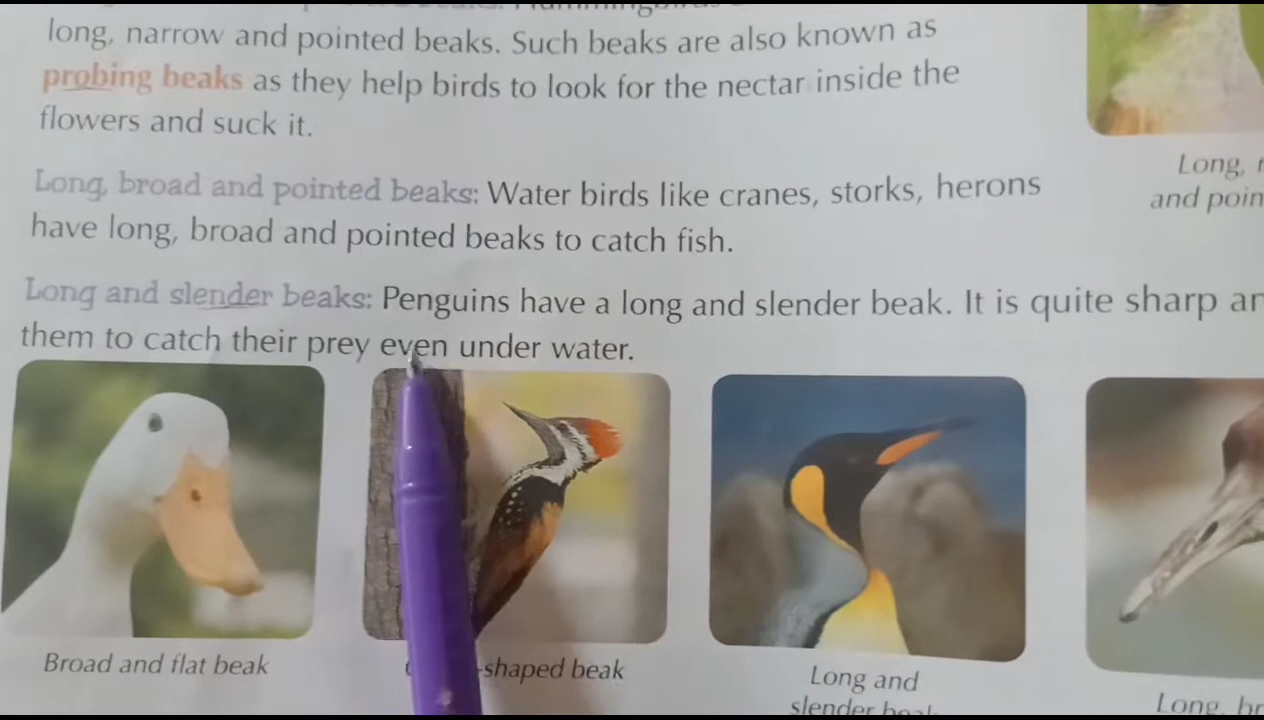 long, narrow and pointed beaks. Such beaks are also known as
probing beaks as they help birds to look for the nectar inside the
flowers and suck it.
Long, broad and pointed beaks: Water birds like cranes, storks, herons
have long, broad and pointed beaks to catch fish.
Long and slender beaks: Penguins have a long and slender beak. It is quite sharp
them to catch their prey even under water.
Long,
and
Broad and flat beak
-shaped beak
Long and
slender
Long,